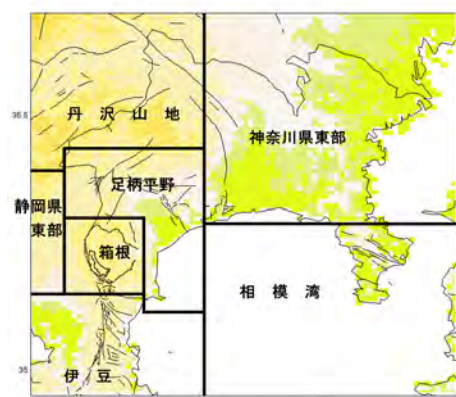 35.5
丹沢山地
神奈川県東部
足柄平野
静岡県
東部
箱根
相模湾
35
伊豆